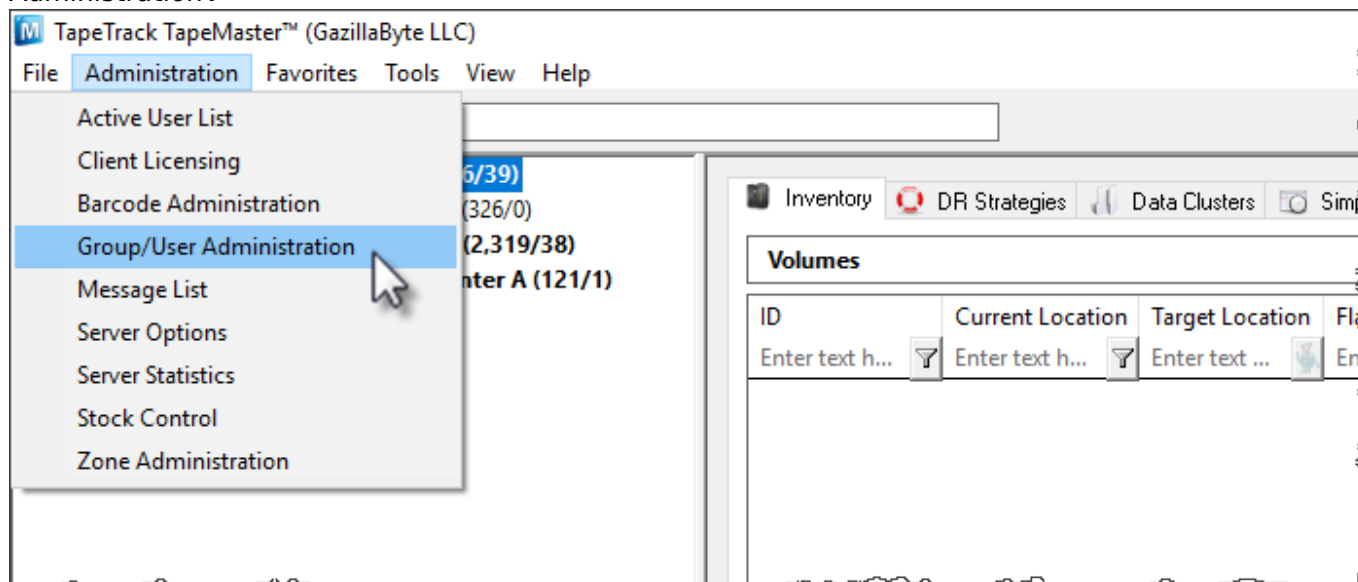 TapeTrack TapeMaster™ (GazillaByte LLC)
File Administration Favorites Tools View Help
Active User List
Client Licensing
Barcode Administration
Group/User Administration
Message List
Server Options
Server Statistics
Stock Control
Zone Administration
6/39)
(326/0)
(2,319/38)
nter A (121/1)
Inventory DR Strategies Data Clusters
Volumes
ID Current Location Target Location
Enter text h... Enter text h... Enter text ...